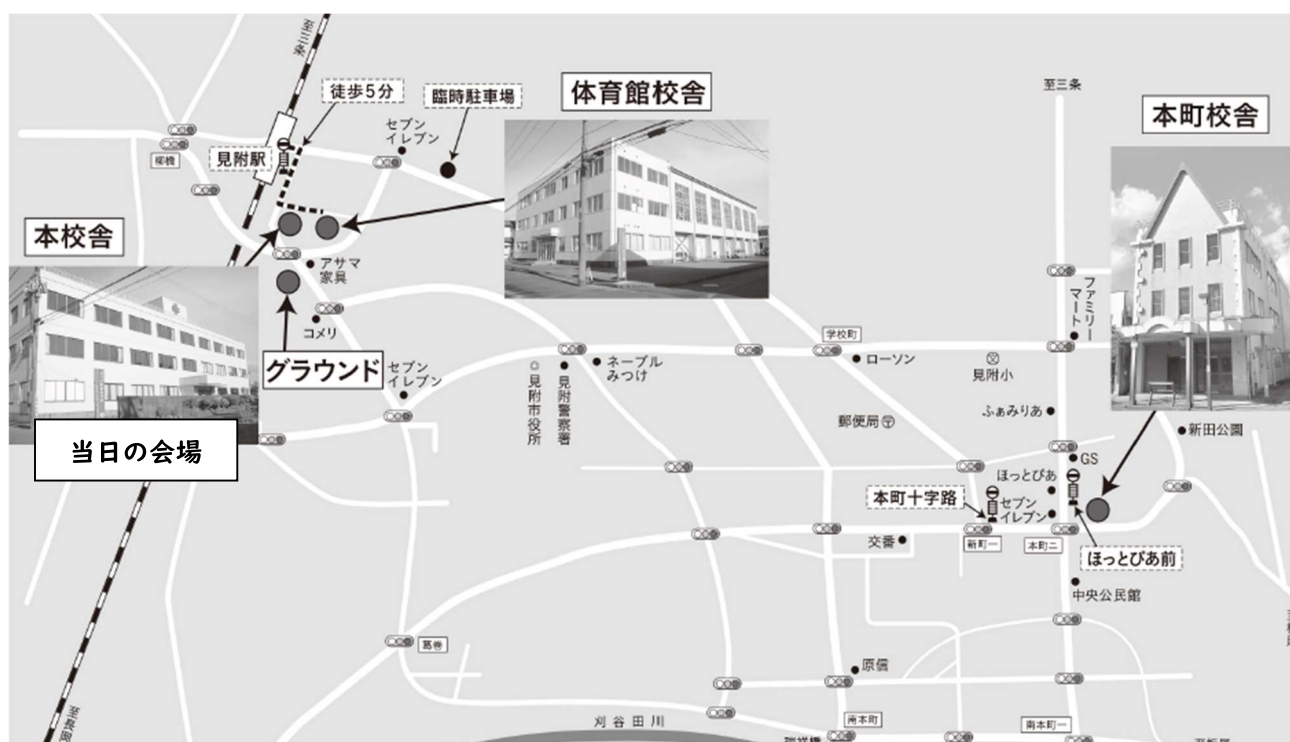 至三条
徒歩5分
臨時駐車場
体育館校舎
至三条
本町校舎
セブン
イレブン
柳橋
見附駅
本校舎
アサマ
家具
コメリ
グラウンド
セブン
イレブン
当日の会場
見附市役所
見附警察署
ネーブル
みつけ
学校町
ローソン
見附小
ファミリー
マート
ふぁみりあ
郵便局
新田公園
GS
ほっとぴあ
セブン
イレブン
本町十字路
交番
新町一
本町二
ほっとぴあ前
中央公民館
葛巻
原信
刈谷田川
南本町
南本町一